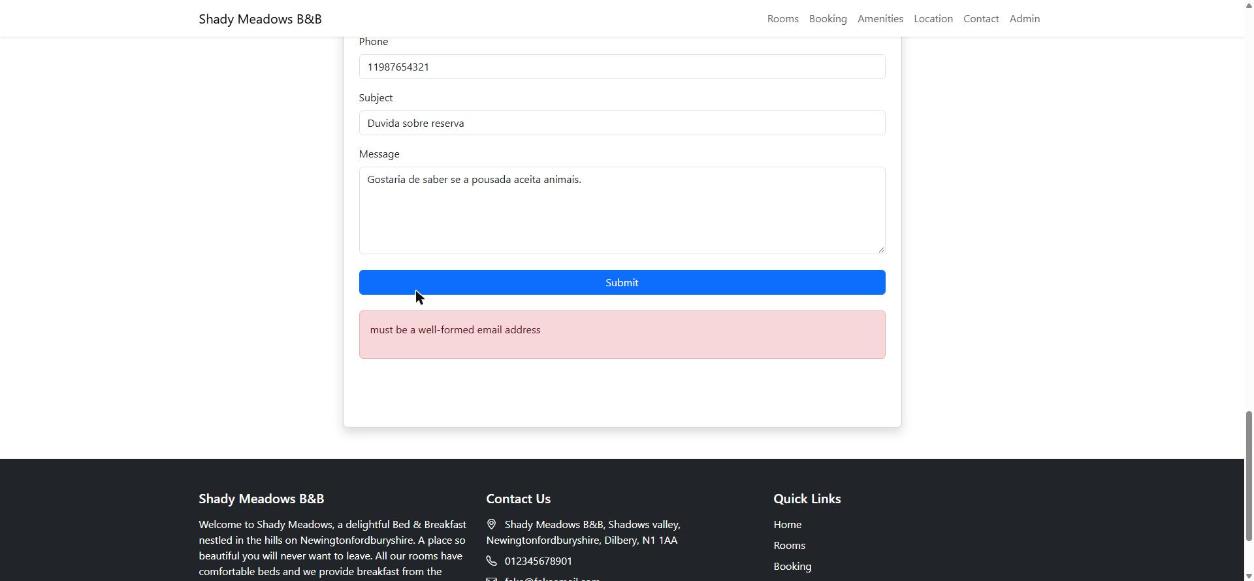 Shady Meadows B&B
Rooms Booking Amenities Location Contact Admin
Phone
11987654321
Subject
Duvida sobre reserva
Message
Gostaria de saber se a pousada aceita animais.
Submit
must be a well-formed email address
Shady Meadows B&B
Welcome to Shady Meadows, a delightful Bed & Breakfast
nestled in the hills on Newingtonfordburyshire. A place so
beautiful you will never want to leave. All our rooms have
comfortable beds and we provide breakfast from the
Contact Us
Shady Meadows B&B, Shadows valley,
Newingtonfordburyshire, Dilbery, N1 1AA
012345678901
Quick Links
Home
Rooms
Booking